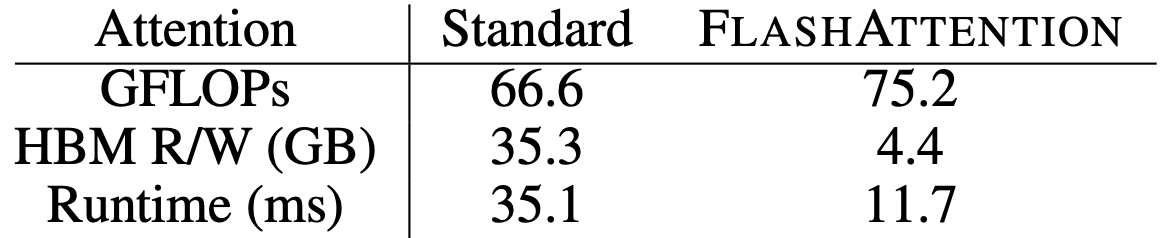 Attention Standard FLASHATTENTION
GFLOPs 66.6 75.2
HBM R/W (GB) 35.3 4.4
Runtime (ms) 35.1 11.7